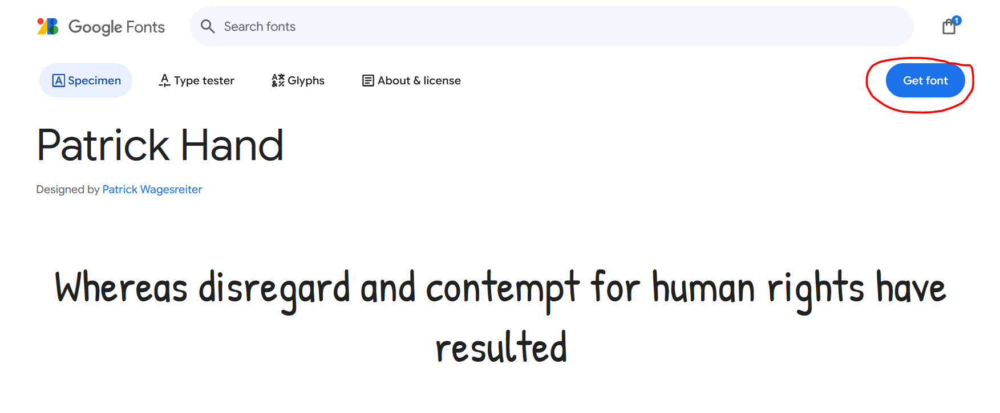 Google Fonts
Search fonts
1
Specimen
Type tester
Glyphs
About & license
Get font
Patrick Hand
Designed by Patrick Wagesreiter
Whereas disregard and contempt for human rights have
resulted